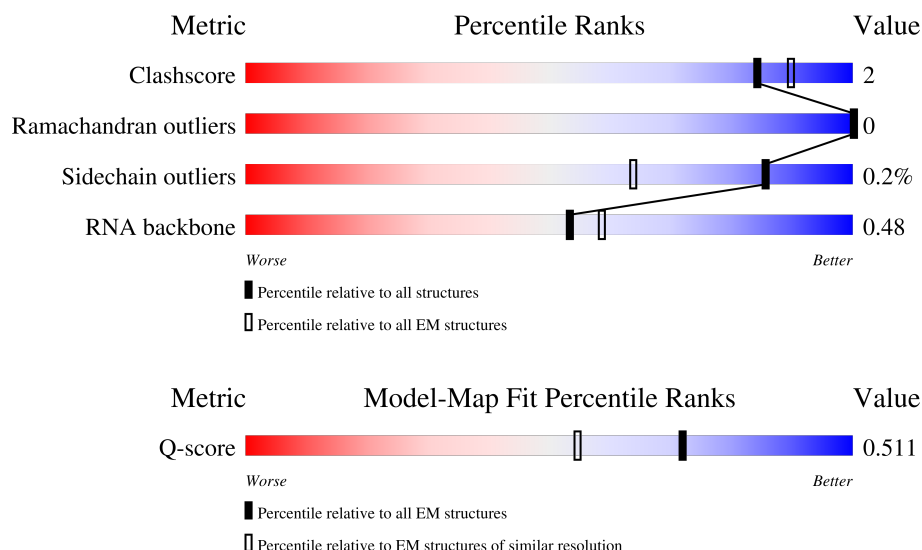 Metric Percentile Ranks Value
Clashscore 2
Ramachandran outliers 0
Sidechain outliers 0.2%
RNA backbone 0.48
Worse Better
Percentile relative to all structures
Percentile relative to all EM structures
Metric Model-Map Fit Percentile Ranks Value
Q-score 0.511
Worse Better
Percentile relative to all EM structures
Percentile relative to EM structures of similar resolution